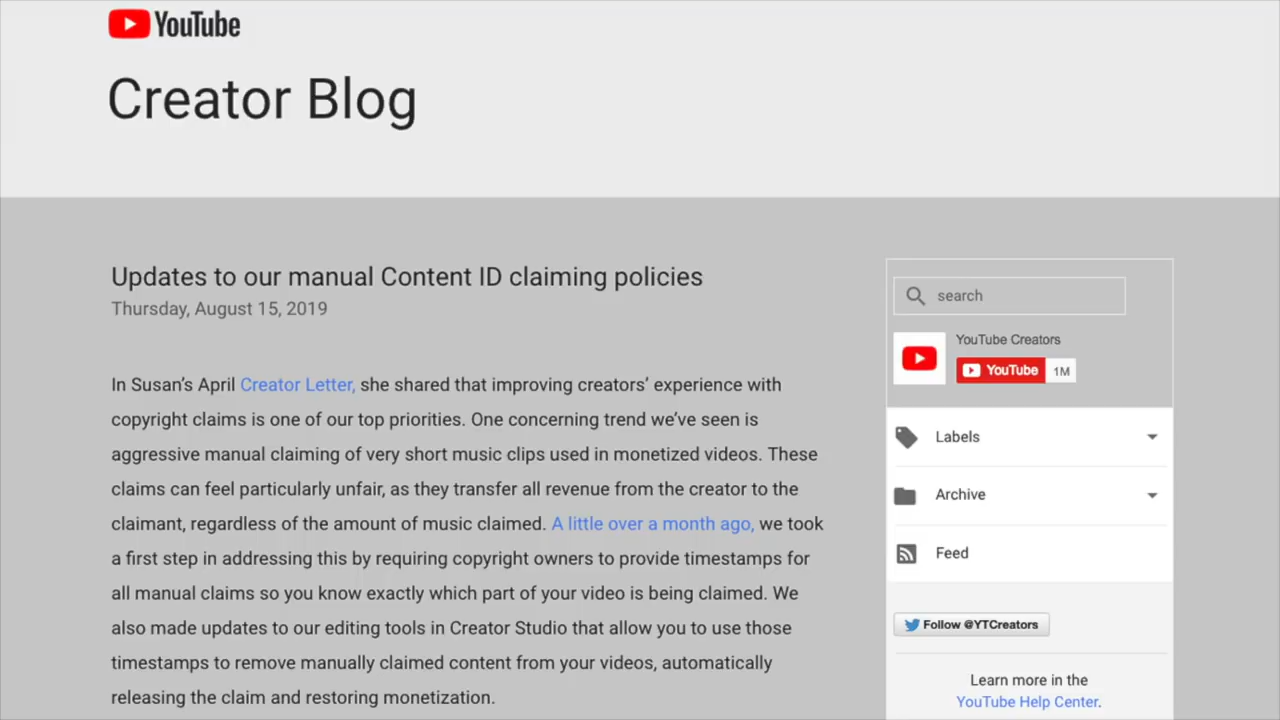 YouTube
Creator Blog
Updates to our manual Content ID claiming policies
Thursday, August 15, 2019
In Susan’s April Creator Letter, she shared that improving creators’ experience with
copyright claims is one of our top priorities. One concerning trend we’ve seen is
aggressive manual claiming of very short music clips used in monetized videos. These
claims can feel particularly unfair, as they transfer all revenue from the creator to the
claimant, regardless of the amount of music claimed. A little over a month ago, we took
a first step in addressing this by requiring copyright owners to provide timestamps for
all manual claims so you know exactly which part of your video is being claimed. We
also made updates to our editing tools in Creator Studio that allow you to use those
timestamps to remove manually claimed content from your videos, automatically
releasing the claim and restoring monetization.
search
YouTube Creators
YouTube 1M
Labels
Archive
Feed
Follow @YTCreators
Learn more in the
YouTube Help Center.